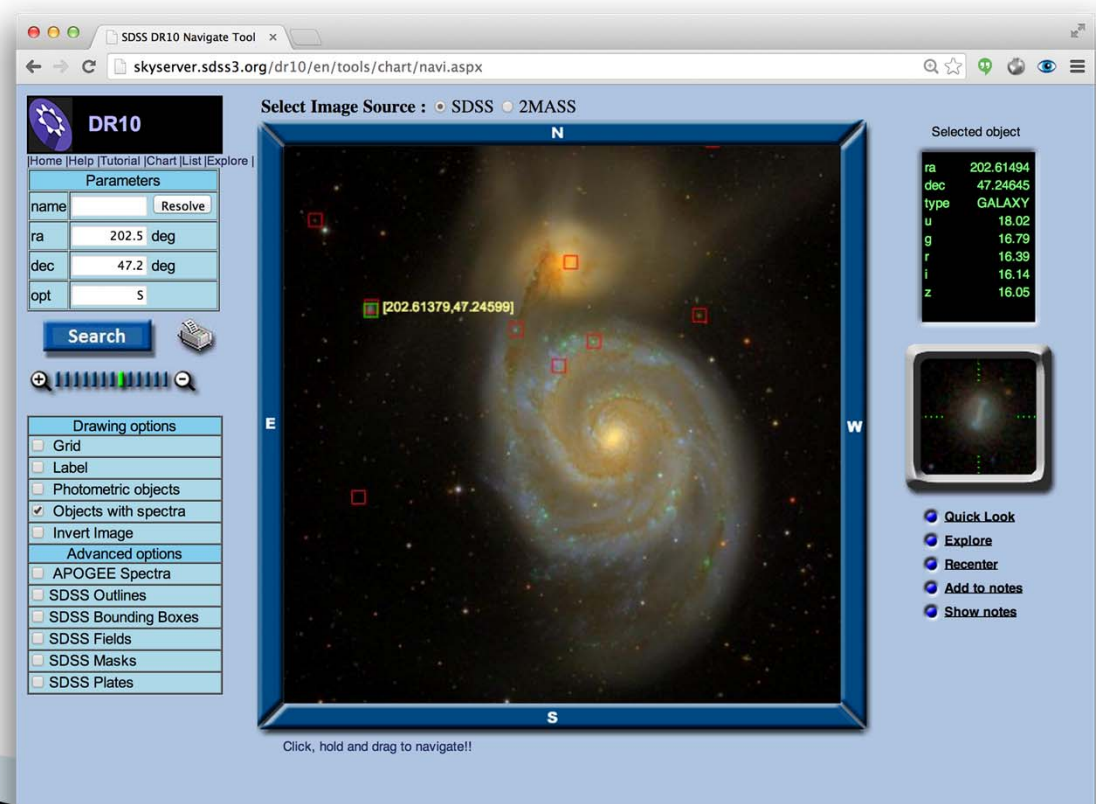 SDSS DR10 Navigate Tool ×
skyserver.sdss3.org/dr10/en/tools/chart/navi.aspx
DR10
|Home |Help |Tutorial |Chart |List |Explore |
Parameters
name Resolve
ra 202.5 deg
dec 47.2 deg
opt S
Search
Drawing options
Grid
Label
Photometric objects
Objects with spectra
Invert Image
Advanced options
APOGEE Spectra
SDSS Outlines
SDSS Bounding Boxes
SDSS Fields
SDSS Masks
SDSS Plates
Select Image Source : SDSS 2MASS
N
[202.61379,47.24599]
E
W
S
Click, hold and drag to navigate!!
Selected object
ra 202.61494
dec 47.24645
type GALAXY
u 18.02
g 16.79
r 16.39
i 16.14
z 16.05
Quick Look
Explore
Recenter
Add to notes
Show notes